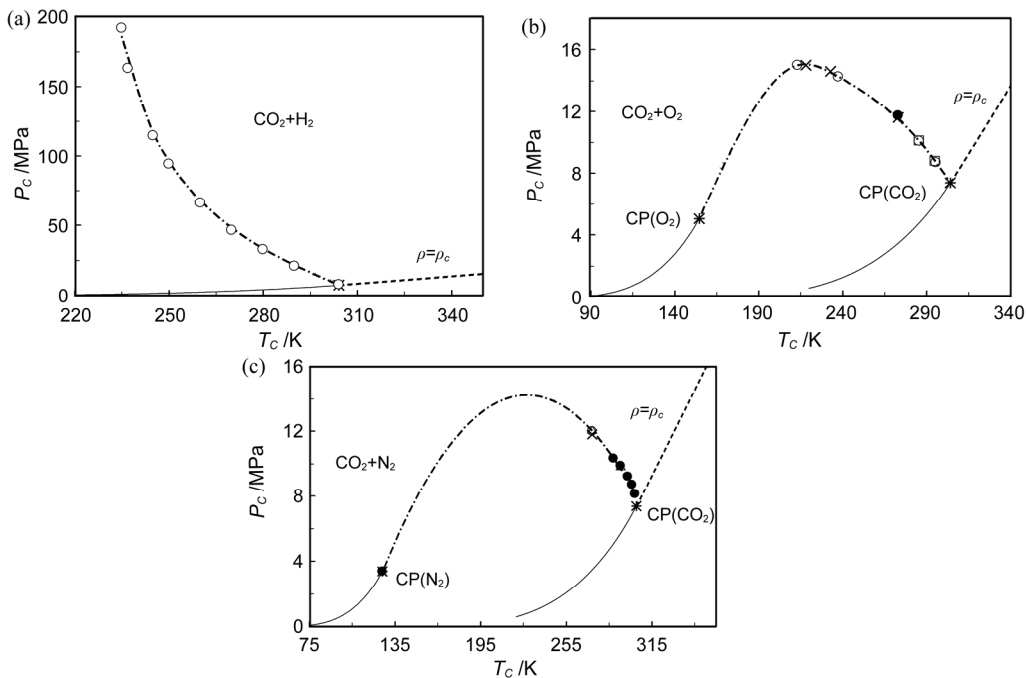 (a)
200
150
100
50
0
P_C /MPa
CO₂+H₂
ρ=ρ_c
220 250 280 310 340
T_C /K
(b)
16
12
8
4
0
P_C /MPa
CO₂+O₂
ρ=ρ_c
CP(CO₂)
CP(O₂)
90 140 190 240 290 340
T_C /K
(c)
16
12
8
4
0
P_C /MPa
ρ=ρ_c
CO₂+N₂
CP(CO₂)
CP(N₂)
75 135 195 255 315
T_C /K